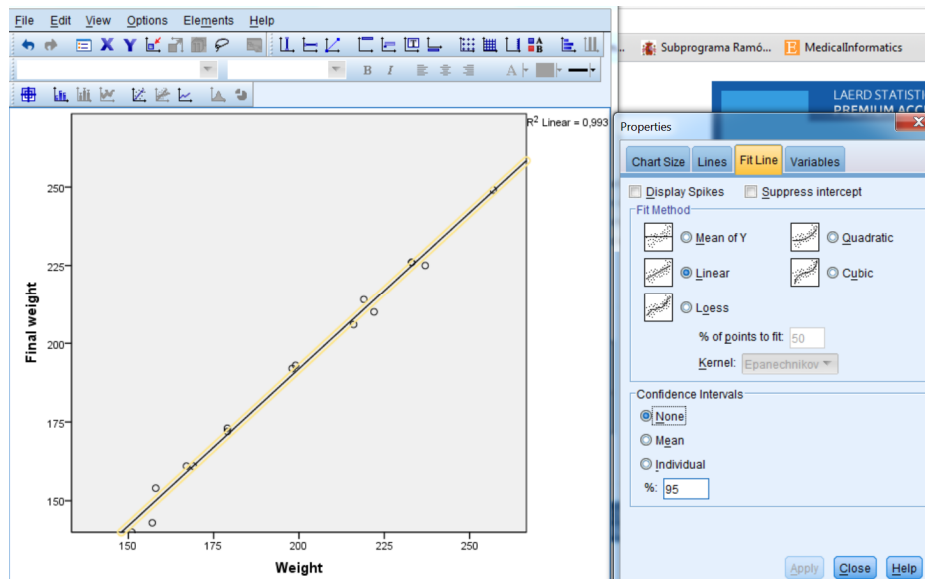 File Edit View Options Elements Help
X Y
A
B
... Subprograma Ramó... E MedicalInformatics
B I A
LAERD STATISTI
PREMIUM ACC
R² Linear = 0,993
Final weight
250
225
200
175
150
150 175 200 225 250
Weight
Properties
X
Chart Size Lines Fit Line Variables
Display Spikes Suppress intercept
Fit Method
Mean of Y Quadratic
Linear Cubic
Loess
% of points to fit: 50
Kernel: Epanechnikov
Confidence Intervals
None
Mean
Individual
%: 95
Apply Close Help